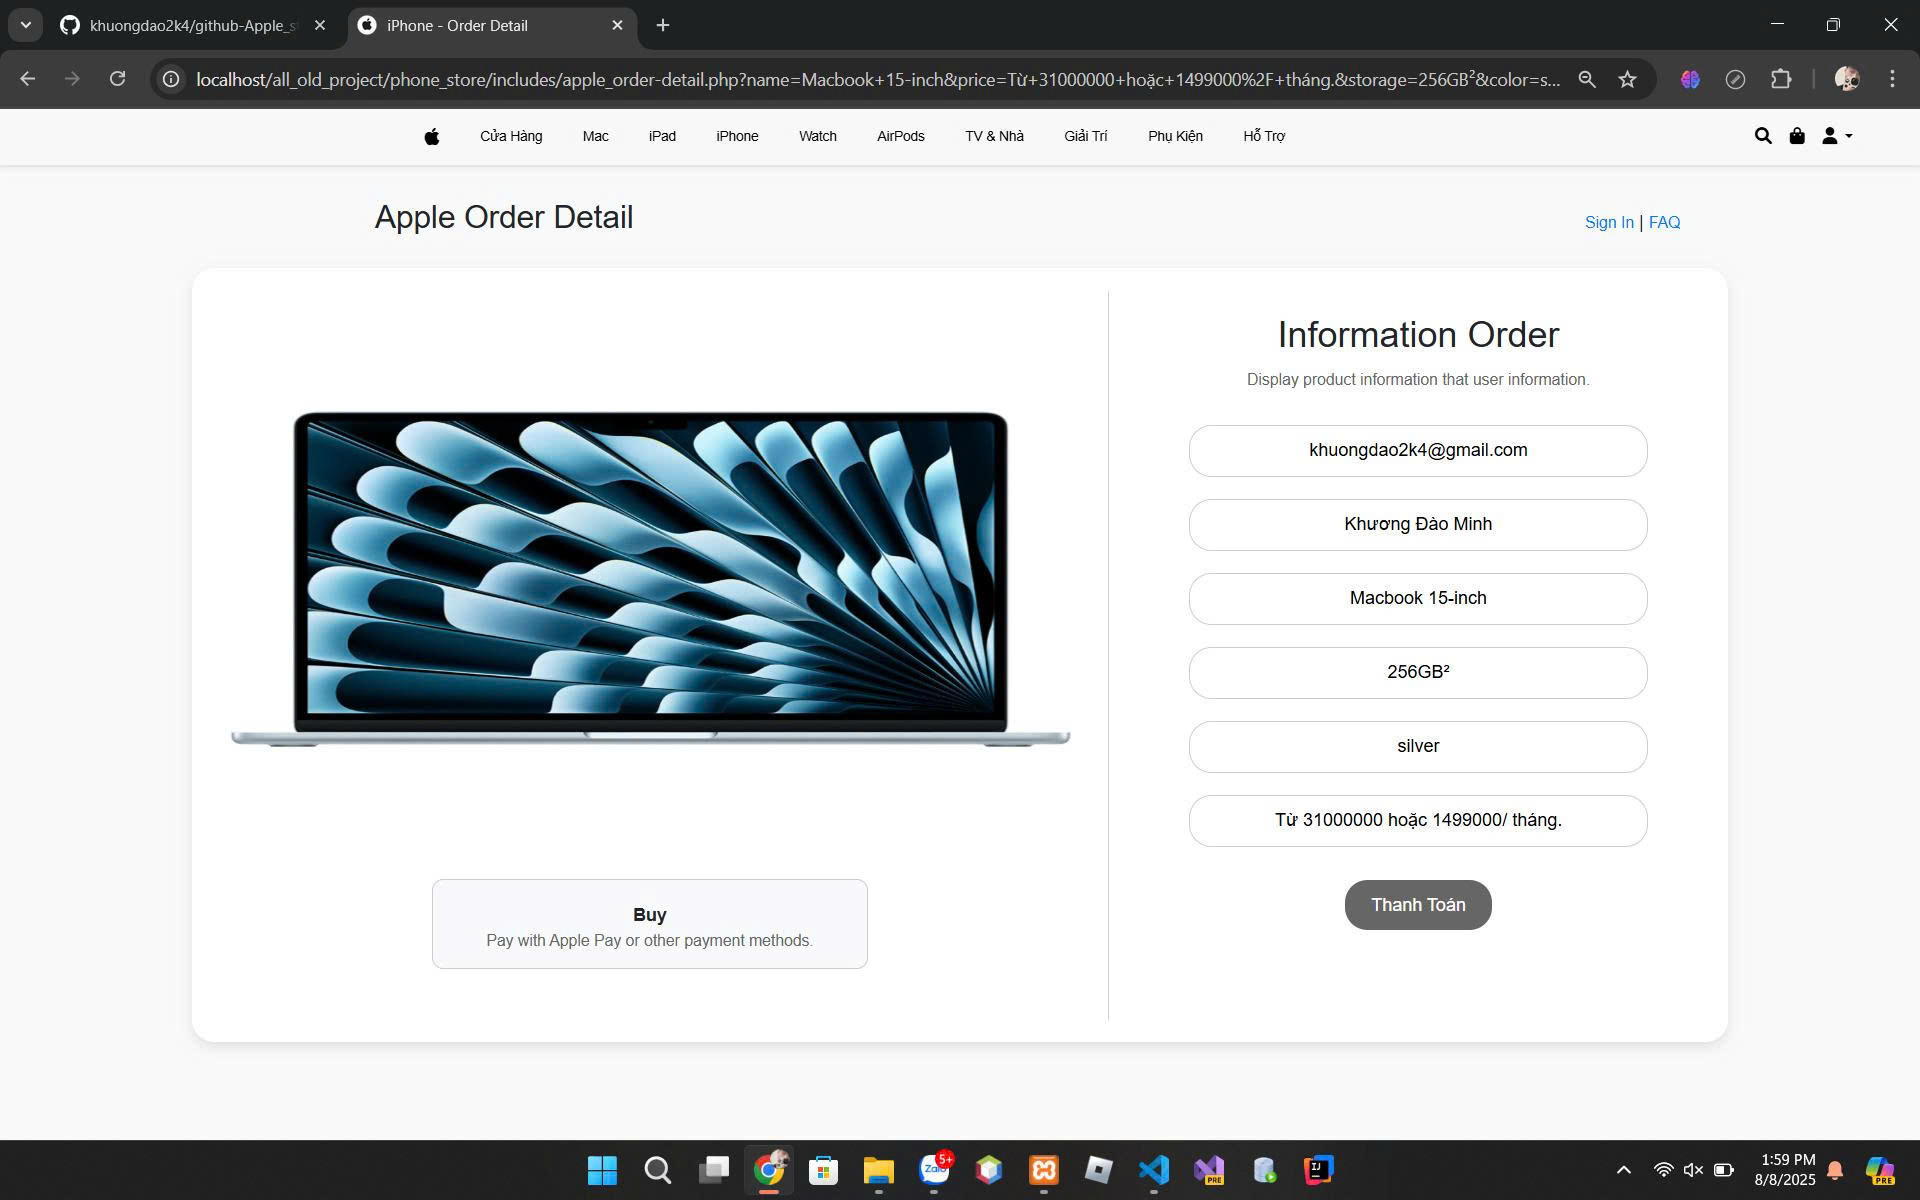 khuongdao2k4/github-Apple_s
iPhone - Order Detail
localhost/all_old_project/phone_store/includes/apple_order-detail.php?name=Macbook+15-inch&price=Từ+31000000+hoặc+1499000%2F+tháng.&storage=256GB²&color=s...
Cửa Hàng Mac iPad iPhone Watch AirPods TV & Nhà Giải Trí Phụ Kiện Hỗ Trợ
Apple Order Detail
Sign In | FAQ
Information Order
Display product information that user information.
khuongdao2k4@gmail.com
Khương Đào Minh
Macbook 15-inch
256GB²
silver
Từ 31000000 hoặc 1499000/ tháng.
Thanh Toán
Buy
Pay with Apple Pay or other payment methods.
Zalo
5+
PRE
IJ
1:59 PM
8/8/2025
PRE